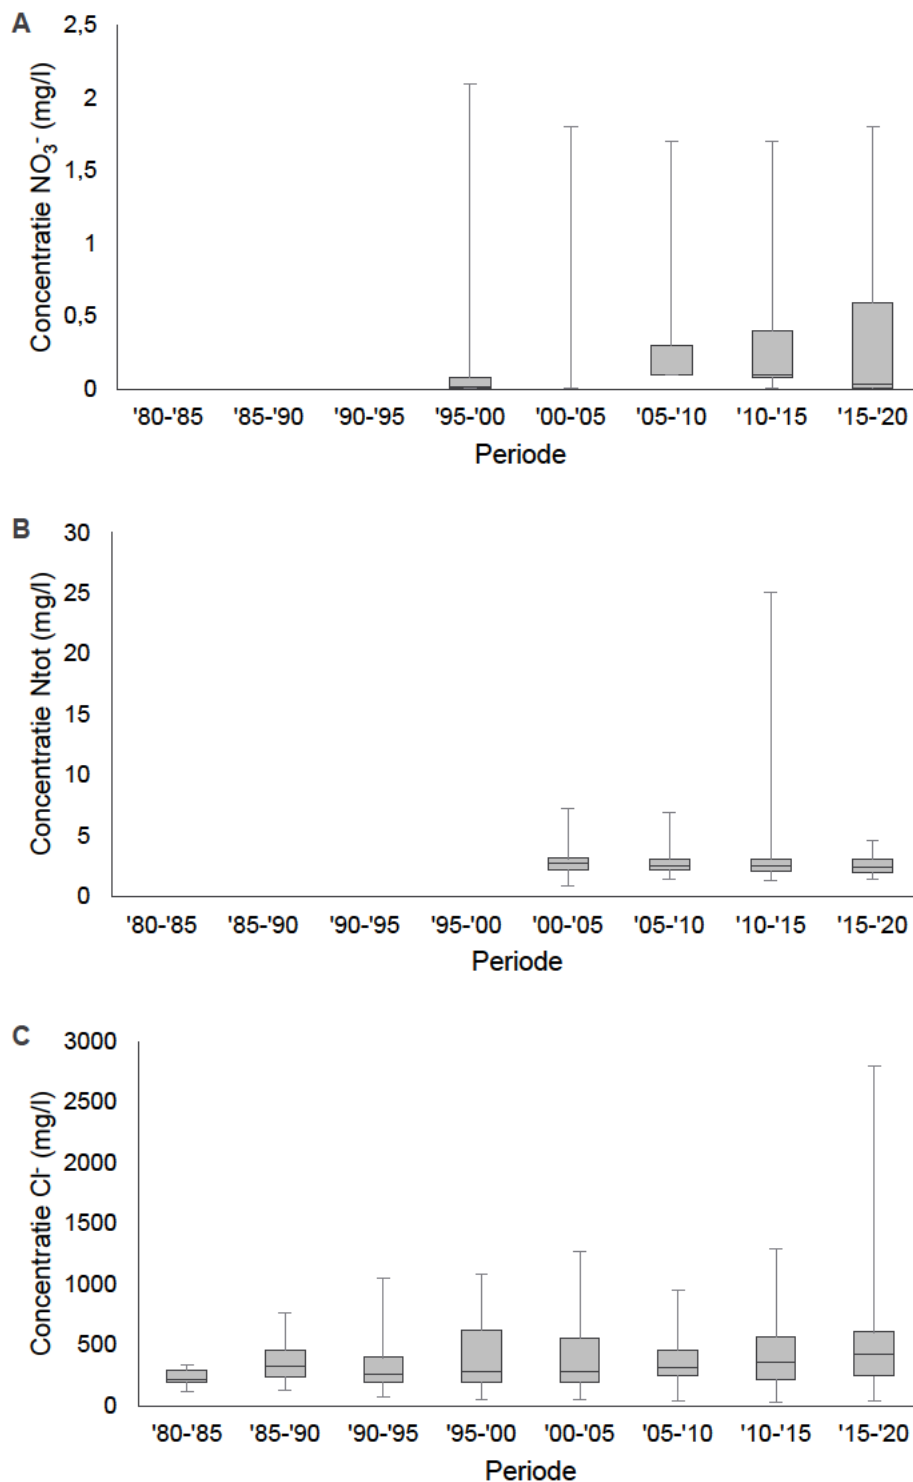 A
Concentratie NO₃⁻ (mg/l)
2,5
2
1,5
1
0,5
0
'80-'85 '85-'90 '90-'95 '95-'00 '00-'05 '05-'10 '10-'15 '15-'20
Periode
B
Concentratie Ntot (mg/l)
30
25
20
15
10
5
0
'80-'85 '85-'90 '90-'95 '95-'00 '00-'05 '05-'10 '10-'15 '15-'20
Periode
C
Concentratie Cl⁻ (mg/l)
3000
2500
2000
1500
1000
500
0
'80-'85 '85-'90 '90-'95 '95-'00 '00-'05 '05-'10 '10-'15 '15-'20
Periode